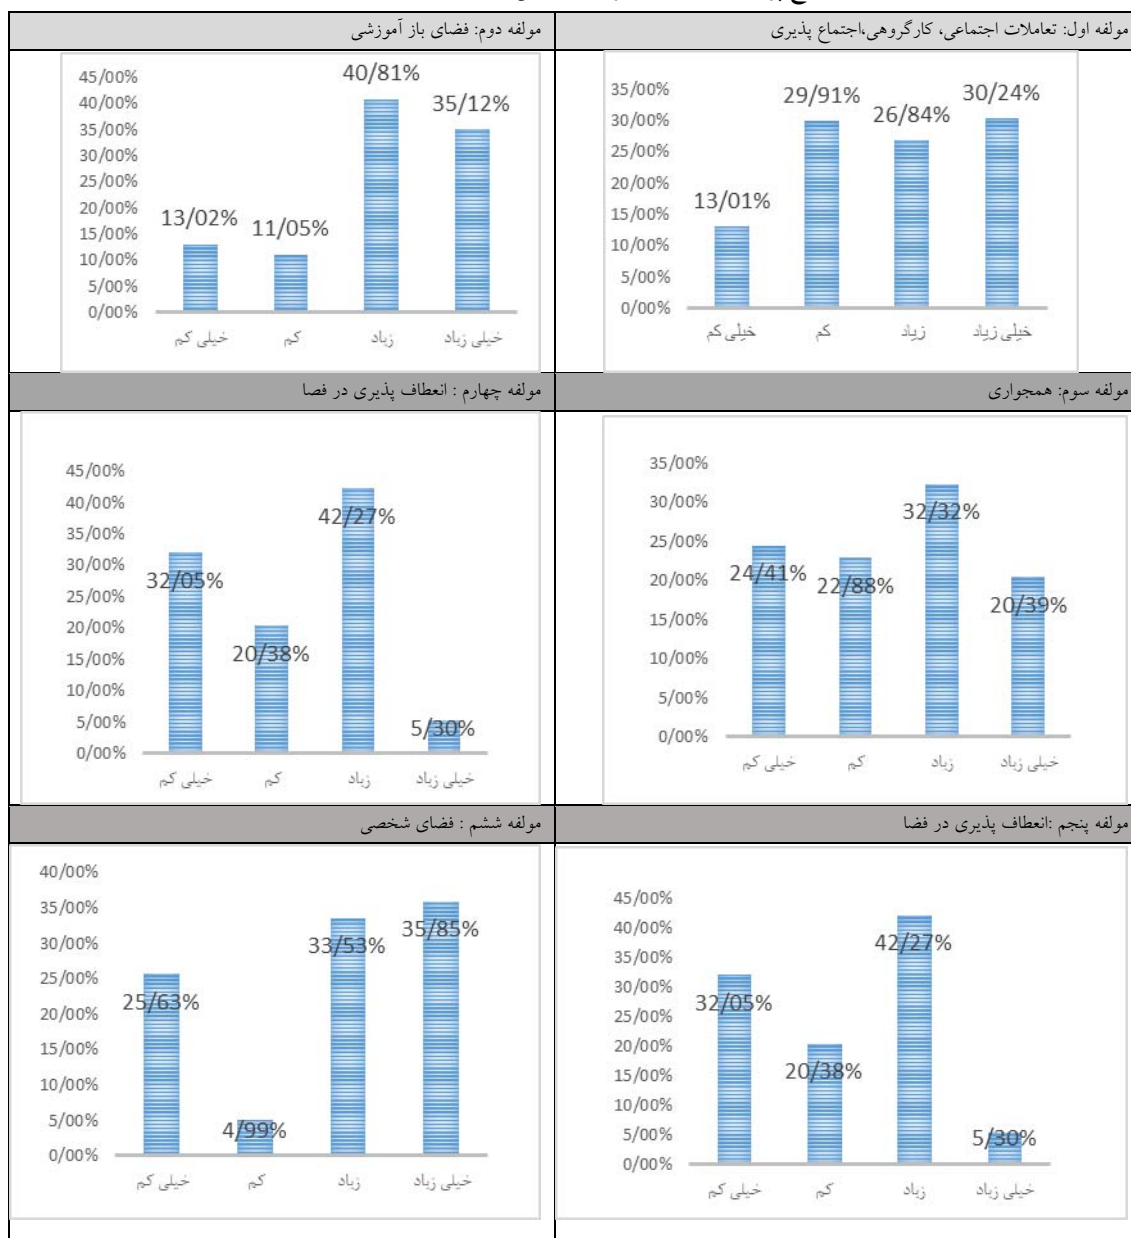 مولفه اول: تعاملات اجتماعی، کارگروهی،اجتماع پذیری
35/00%
30/00%
25/00%
20/00%
15/00%
10/00%
5/00%
0/00%
13/01%
29/91%
26/84%
30/24%
خیلی کم
کم
زیاد
خیلی زیاد
مولفه دوم: فضای باز آموزشی
45/00%
40/00%
35/00%
30/00%
25/00%
20/00%
15/00%
10/00%
5/00%
0/00%
13/02%
11/05%
40/81%
35/12%
خیلی کم
کم
زیاد
خیلی زیاد
مولفه سوم: همجواری
35/00%
30/00%
25/00%
20/00%
15/00%
10/00%
5/00%
0/00%
24/41%
22/88%
32/32%
20/39%
خیلی کم
کم
زیاد
خیلی زیاد
مولفه چهارم : انعطاف پذیری در فصا
45/00%
40/00%
35/00%
30/00%
25/00%
20/00%
15/00%
10/00%
5/00%
0/00%
32/05%
20/38%
42/27%
5/30%
خیلی کم
کم
زیاد
خیلی زیاد
مولفه پنجم :انعطاف پذیری در فضا
45/00%
40/00%
35/00%
30/00%
25/00%
20/00%
15/00%
10/00%
5/00%
0/00%
32/05%
20/38%
42/27%
5/30%
خیلی کم
کم
زیاد
خیلی زیاد
مولفه ششم : فضای شخصی
40/00%
35/00%
30/00%
25/00%
20/00%
15/00%
10/00%
5/00%
0/00%
25/63%
4/99%
33/53%
35/85%
خیلی کم
کم
زیاد
خیلی زیاد